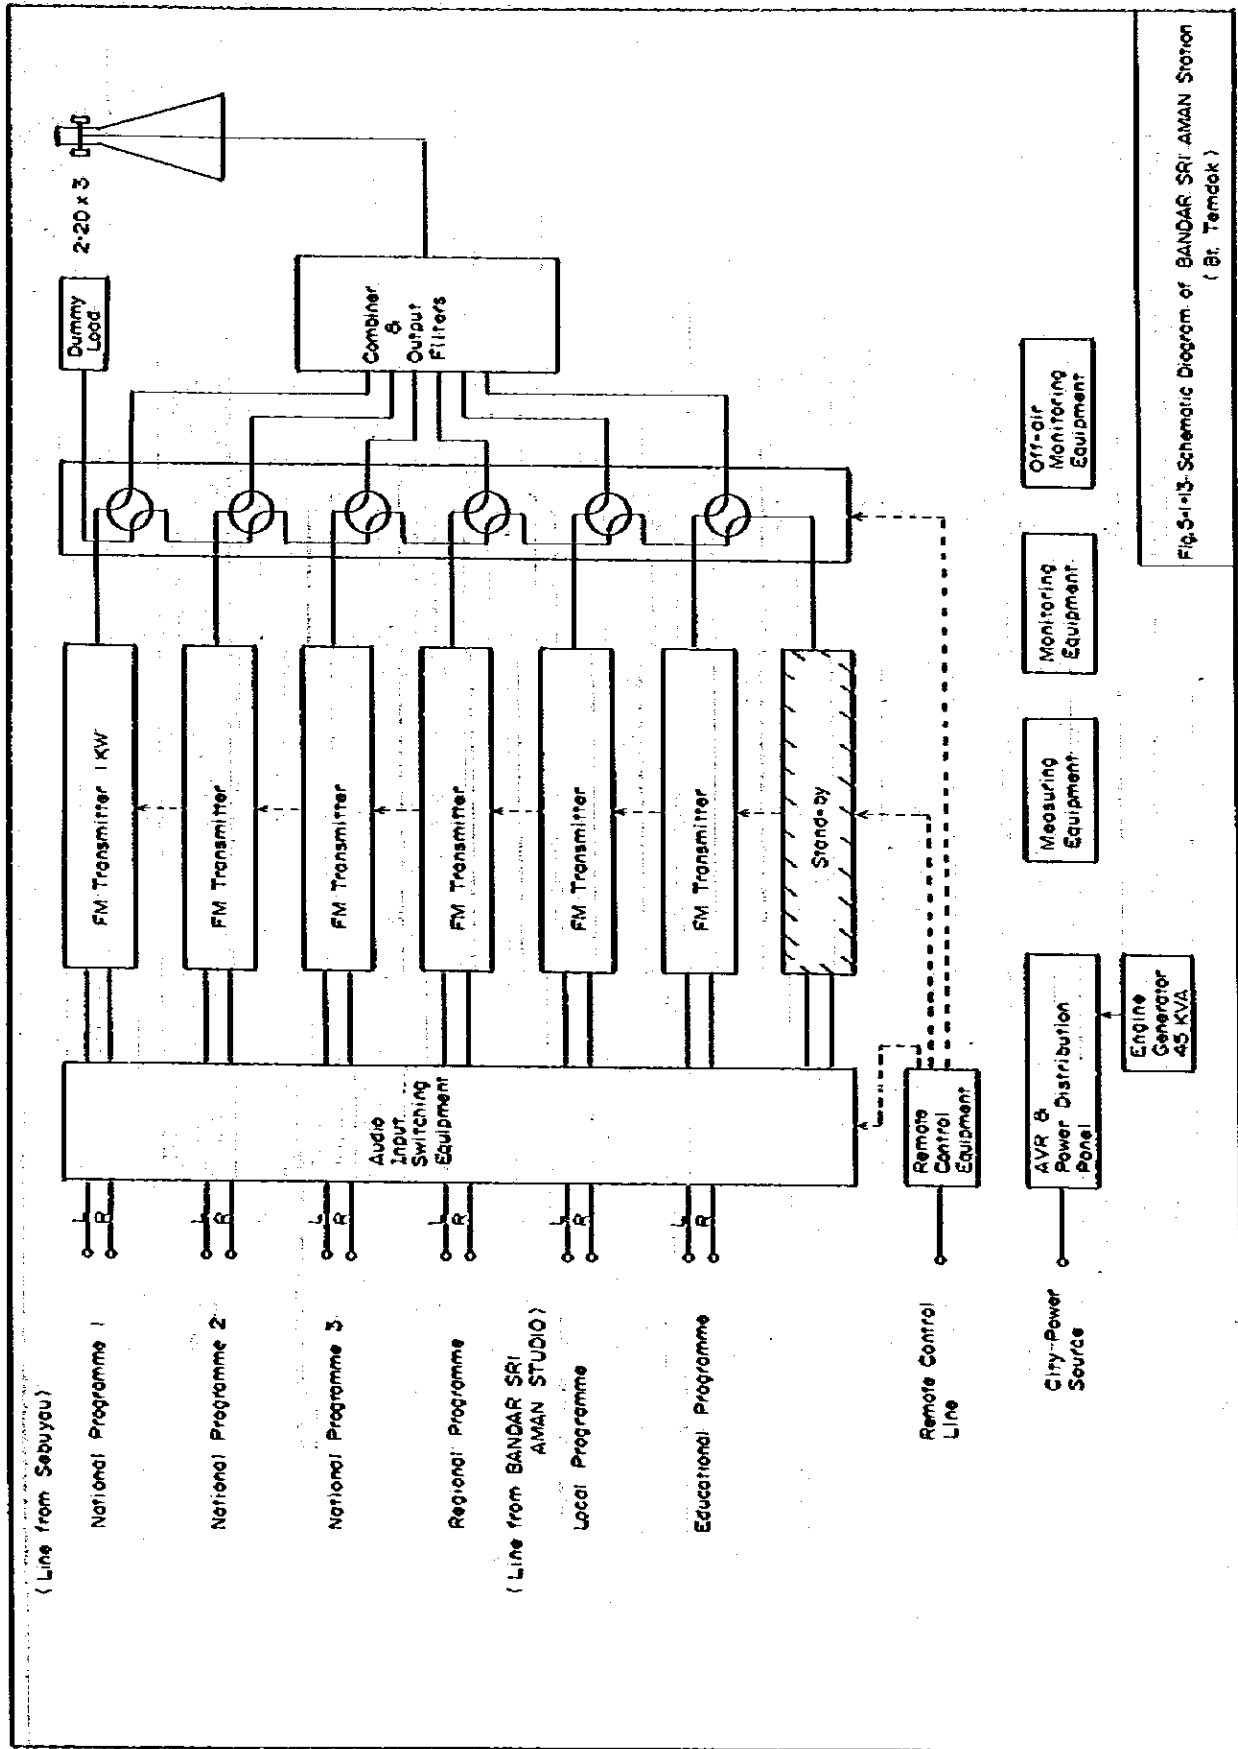 ( Line from Sebuyau)
National Programme 1
National Programme 2
National Programme 3
Regional Programme
( Line from BANDAR SRI
AMAN STUDIO)
Local Programme
Educational Programme
Remote Control
Line
City-Power
Source
L
R
L
R
L
R
L
R
L
R
L
R
Audio
Input
Switching
Equipment
Remote
Control
Equipment
AVR &
Power Distribution
Panel
Engine
Generator
45 KVA
FM Transmitter 1 KW
FM Transmitter
FM Transmitter
FM Transmitter
FM Transmitter
FM Transmitter
Stand-by
Measuring
Equipment
Monitoring
Equipment
Off-air
Monitoring
Equipment
Dummy
Load
2-20 x 3
Combiner
&
Output
Filters
Fig.5-1-13 Schematic Diagram of BANDAR SRI AMAN Station
( Bt. Temdok )